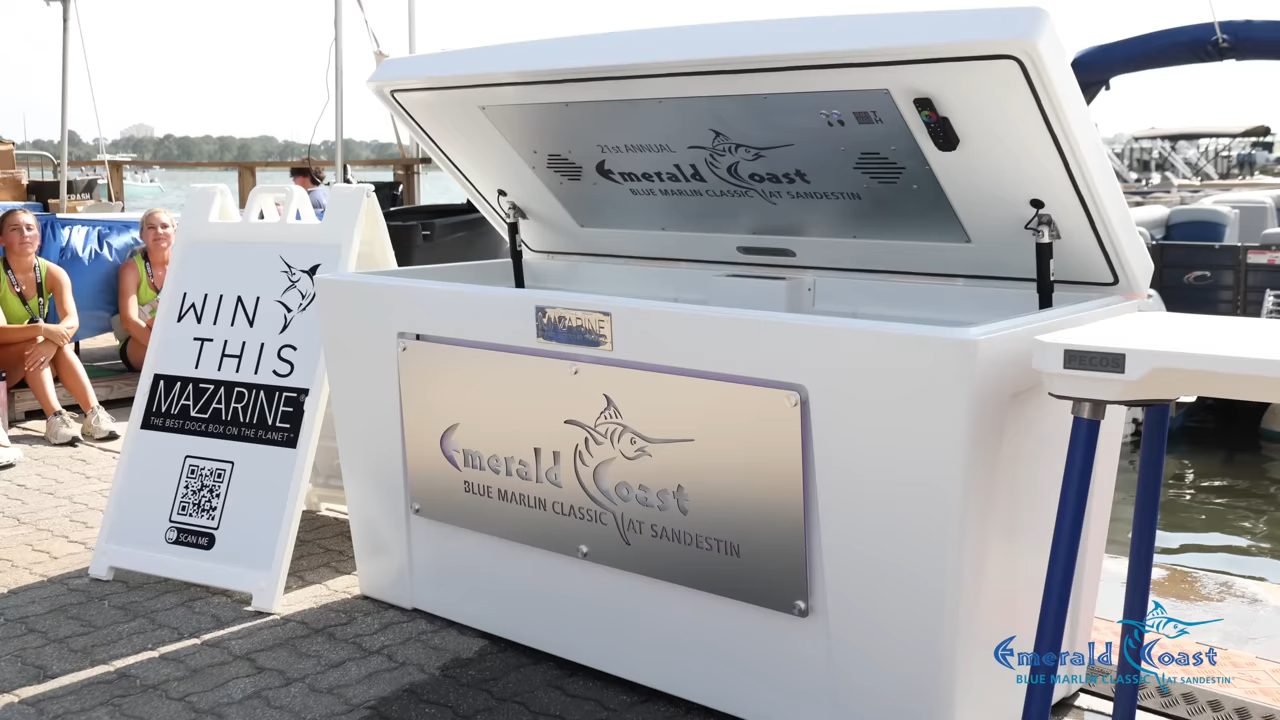 21st ANNUAL
Emerald Coast
BLUE MARLIN CLASSIC AT SANDESTIN
MAZARINE
Emerald Coast
BLUE MARLIN CLASSIC AT SANDESTIN
WIN
THIS
MAZARINE®
THE BEST DOCK BOX ON THE PLANET™
SCAN ME
PECOS
Emerald Coast
BLUE MARLIN CLASSIC AT SANDESTIN